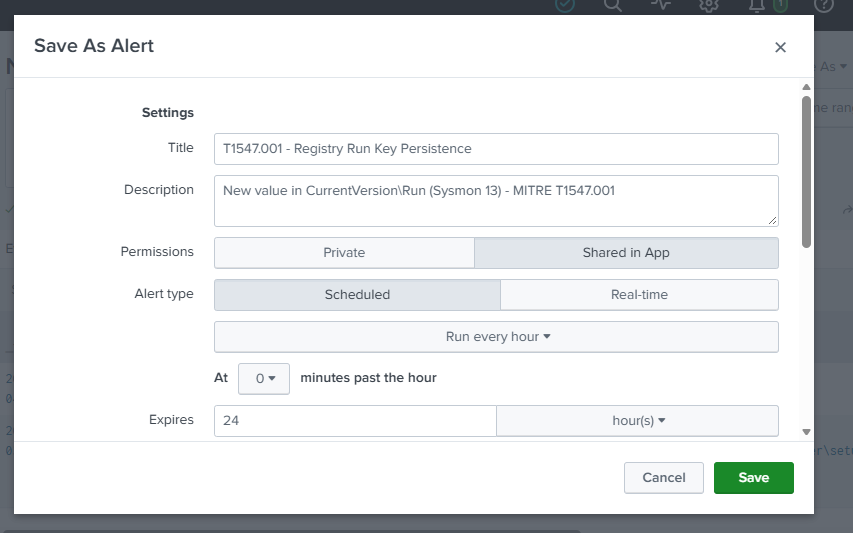 1
Save As Alert
As
Settings
Title
T1547.001 - Registry Run Key Persistence
Description
New value in CurrentVersion\Run (Sysmon 13) - MITRE T1547.001
Permissions
Private
Shared in App
Alert type
Scheduled
Real-time
Run every hour
At 0 minutes past the hour
Expires
24
hour(s)
Cancel
Save